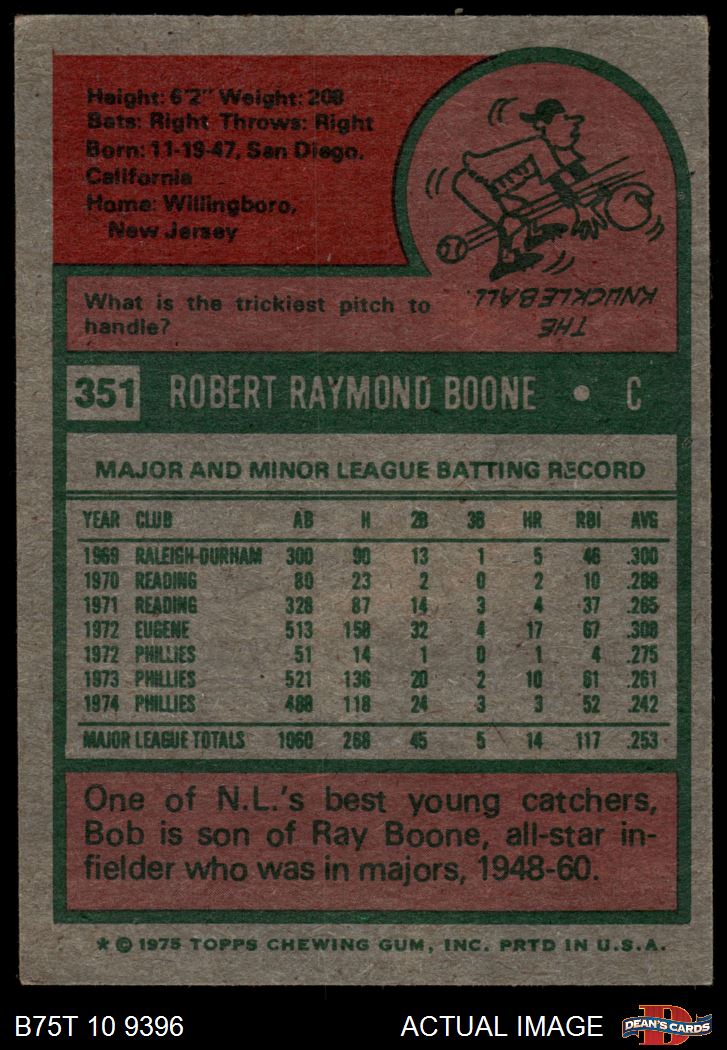 Height: 6'2" Weight: 208
Bats: Right Throws: Right
Born: 11-19-47, San Diego,
California
Home: Willingboro,
New Jersey
What is the trickiest pitch to
handle?
THE
KNUCKLEBALL
351 ROBERT RAYMOND BOONE • C
MAJOR AND MINOR LEAGUE BATTING RECORD
YEAR CLUB AB H 2B 3B HR RBI AVG
1969 RALEIGH-DURHAM 300 90 13 1 5 46 .300
1970 READING 80 23 2 0 2 10 .288
1971 READING 328 87 14 3 4 37 .265
1972 EUGENE 513 158 32 4 17 67 .308
1972 PHILLIES 51 14 1 0 1 4 .275
1973 PHILLIES 521 136 20 2 10 61 .261
1974 PHILLIES 488 118 24 3 3 52 .242
MAJOR LEAGUE TOTALS 1060 268 45 5 14 117 .253
One of N.L.'s best young catchers,
Bob is son of Ray Boone, all-star in-
fielder who was in majors, 1948-60.
* © 1975 TOPPS CHEWING GUM, INC. PRTD IN U.S.A.
B75T 10 9396 ACTUAL IMAGE
D
DEAN'S CARDS